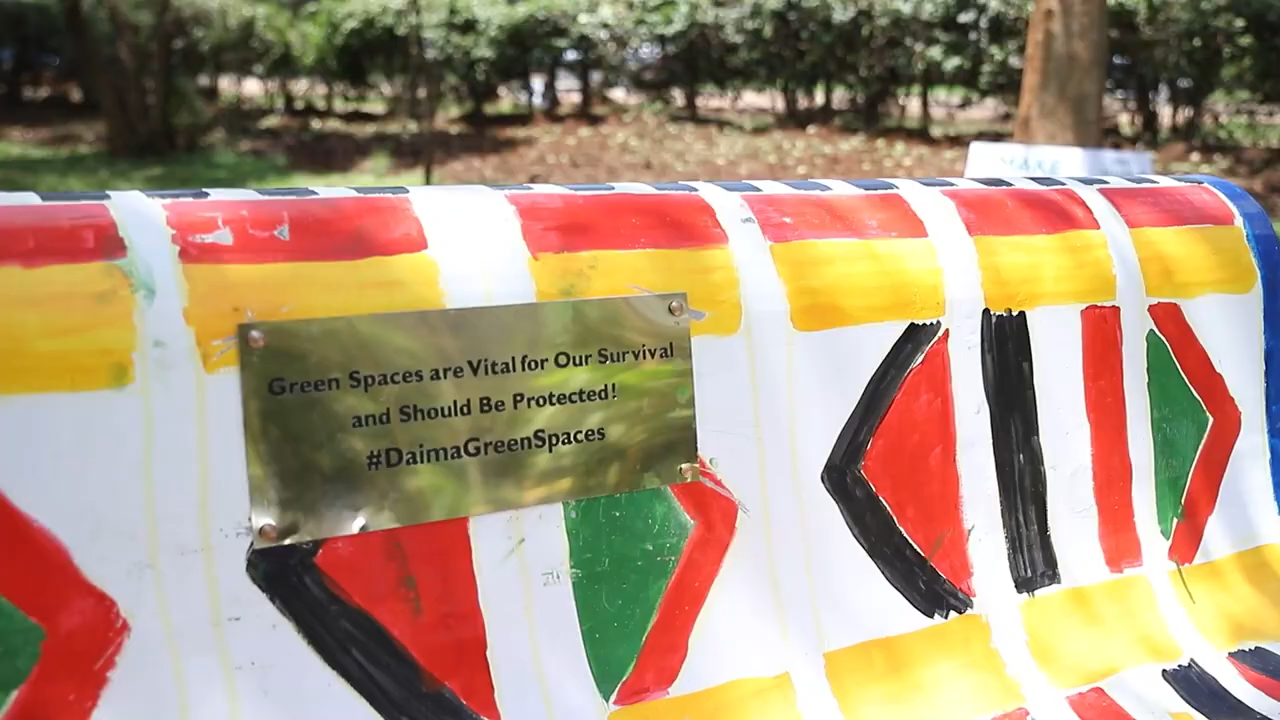 Green Spaces are Vital for Our Survival
and Should Be Protected!
#DaimaGreenSpaces